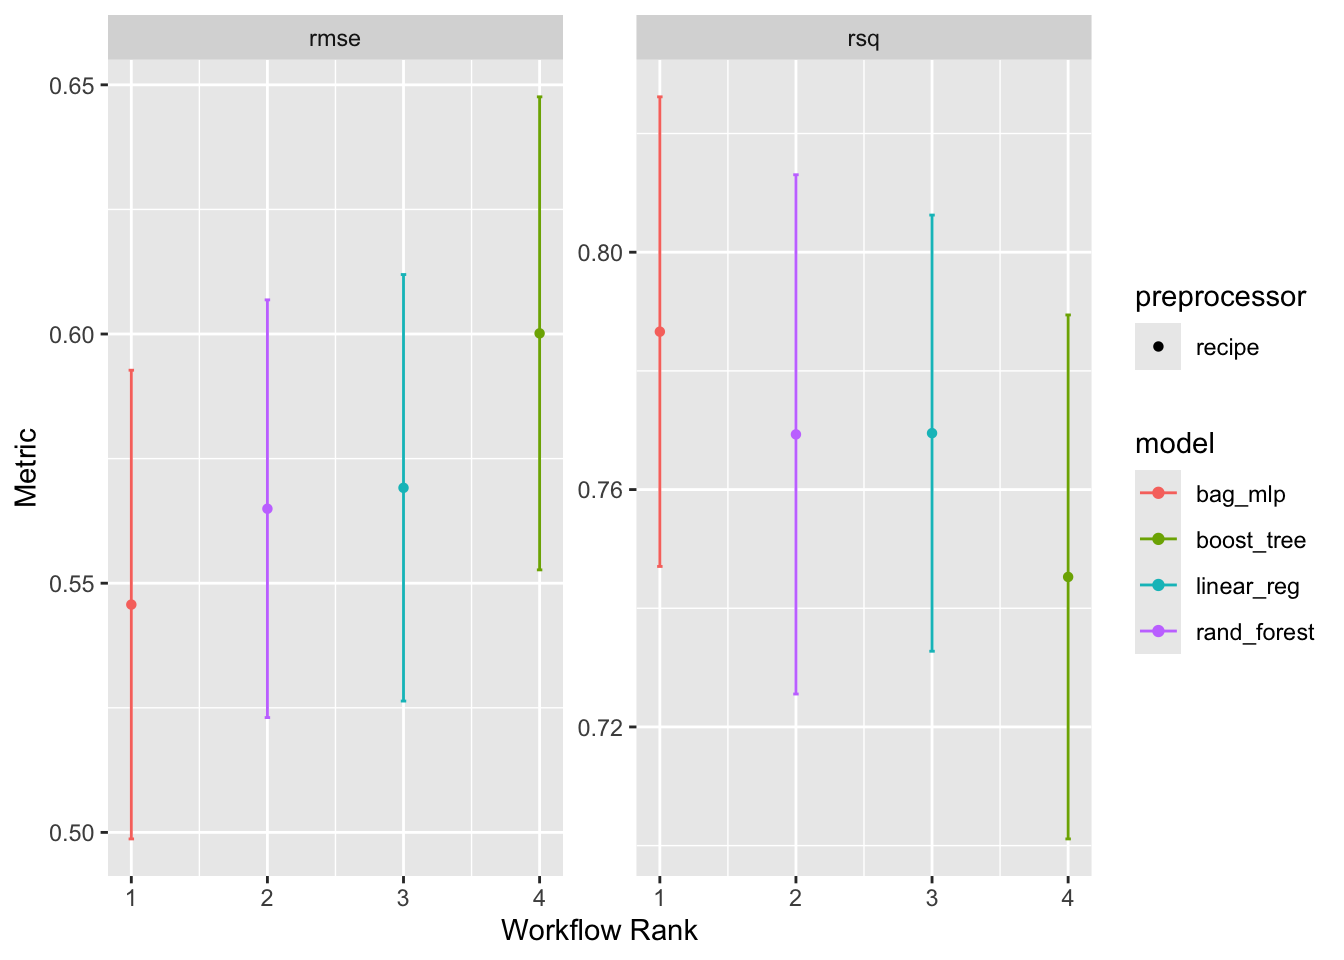 rmse
rsq
Metric
0.65
0.60
0.55
0.50
0.80
0.76
0.72
1 2 3 4
1 2 3 4
Workflow Rank
preprocessor
recipe
model
bag_mlp
boost_tree
linear_reg
rand_forest